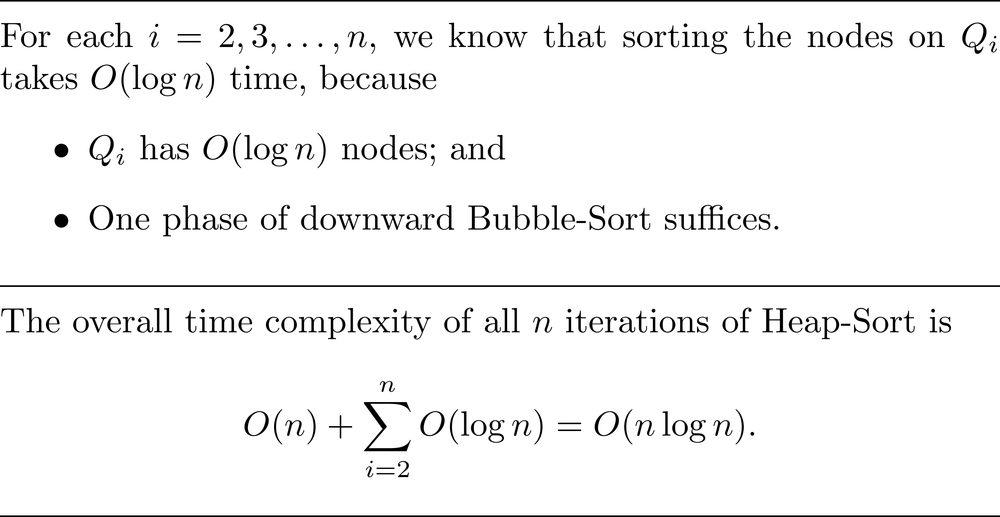 For each i = 2, 3, . . . , n, we know that sorting the nodes on Q_i
takes O(log n) time, because
• Q_i has O(log n) nodes; and
• One phase of downward Bubble-Sort suffices.
The overall time complexity of all n iterations of Heap-Sort is
O(n) + \sum_{i=2}^{n} O(log n) = O(n log n).